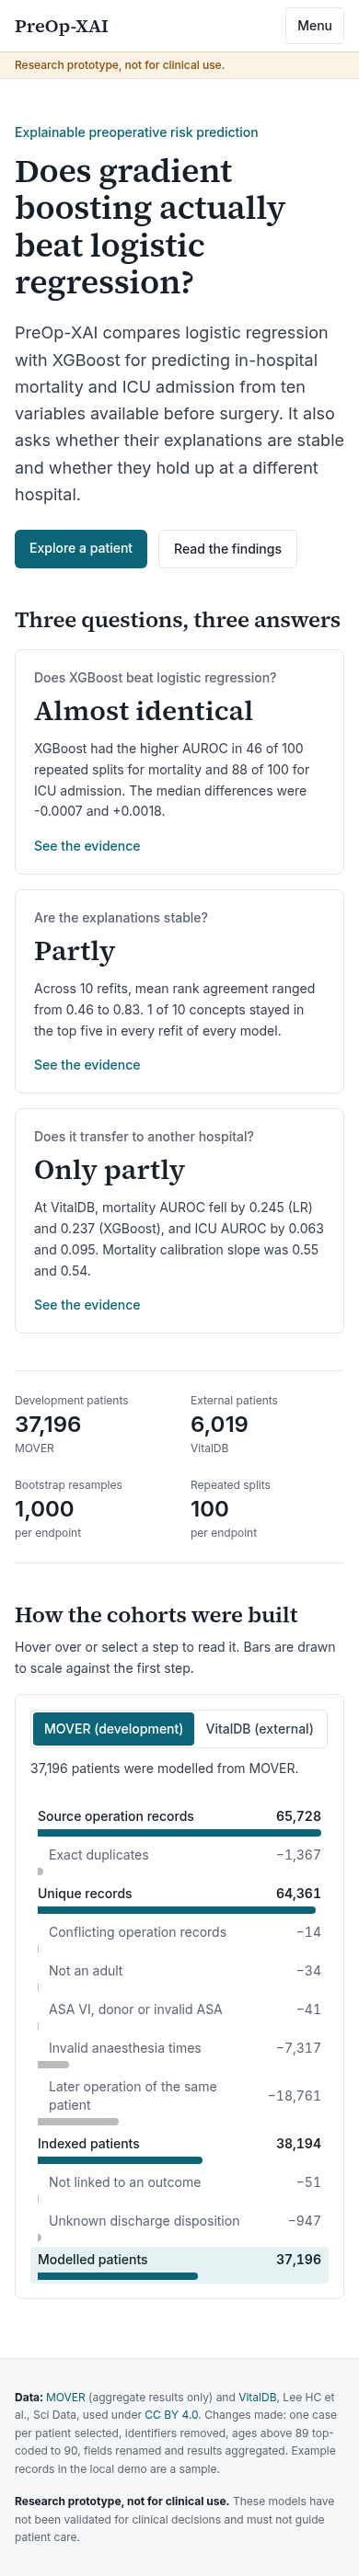 PreOp-XAI
Menu
Research prototype, not for clinical use.
Explainable preoperative risk prediction
Does gradient
boosting actually
beat logistic
regression?
PreOp-XAI compares logistic regression
with XGBoost for predicting in-hospital
mortality and ICU admission from ten
variables available before surgery. It also
asks whether their explanations are stable
and whether they hold up at a different
hospital.
Explore a patient
Read the findings
Three questions, three answers
Does XGBoost beat logistic regression?
Almost identical
XGBoost had the higher AUROC in 46 of 100
repeated splits for mortality and 88 of 100 for
ICU admission. The median differences were
-0.0007 and +0.0018.
See the evidence
Are the explanations stable?
Partly
Across 10 refits, mean rank agreement ranged
from 0.46 to 0.83. 1 of 10 concepts stayed in
the top five in every refit of every model.
See the evidence
Does it transfer to another hospital?
Only partly
At VitalDB, mortality AUROC fell by 0.245 (LR)
and 0.237 (XGBoost), and ICU AUROC by 0.063
and 0.095. Mortality calibration slope was 0.55
and 0.54.
See the evidence
Development patients
37,196
MOVER
External patients
6,019
VitalDB
Bootstrap resamples
1,000
per endpoint
Repeated splits
100
per endpoint
How the cohorts were built
Hover over or select a step to read it. Bars are drawn
to scale against the first step.
MOVER (development)
VitalDB (external)
37,196 patients were modelled from MOVER.
Source operation records 65,728
Exact duplicates −1,367
Unique records 64,361
Conflicting operation records −14
Not an adult −34
ASA VI, donor or invalid ASA −41
Invalid anaesthesia times −7,317
Later operation of the same
patient −18,761
Indexed patients 38,194
Not linked to an outcome −51
Unknown discharge disposition −947
Modelled patients 37,196
Data: MOVER (aggregate results only) and VitalDB, Lee HC et
al., Sci Data, used under CC BY 4.0. Changes made: one case
per patient selected, identifiers removed, ages above 89 top-
coded to 90, fields renamed and results aggregated. Example
records in the local demo are a sample.
Research prototype, not for clinical use. These models have
not been validated for clinical decisions and must not guide
patient care.